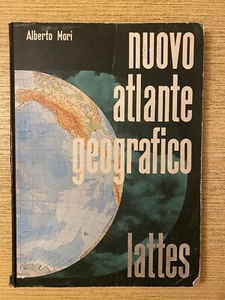 Alberto Mori
nuovo
atlante
geografico
lattes